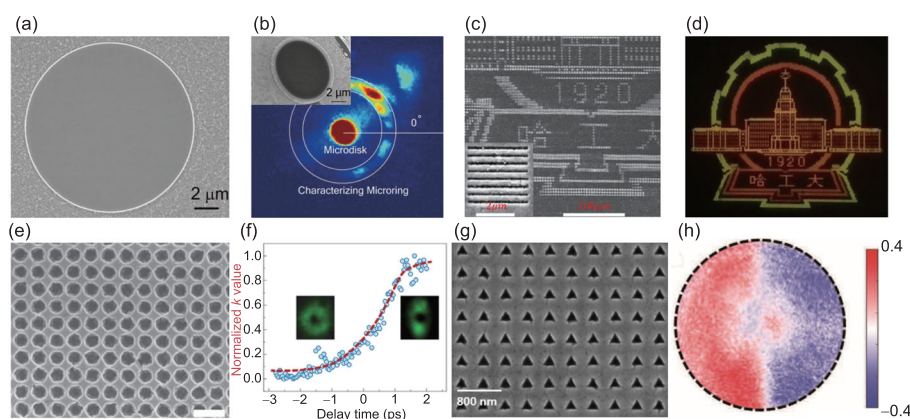 (a)
2 μm
(b)
2 μm
0°
Microdisk
Characterizing Microring
(c)
1920
哈 工 大
(d)
1920
哈 工 大
(e)
(f)
Normalized k value
1.0
0.8
0.6
0.4
0.2
0.0
−3 −2 −1 0 1 2
Delay time (ps)
(g)
800 nm
(h)
0.4
−0.4